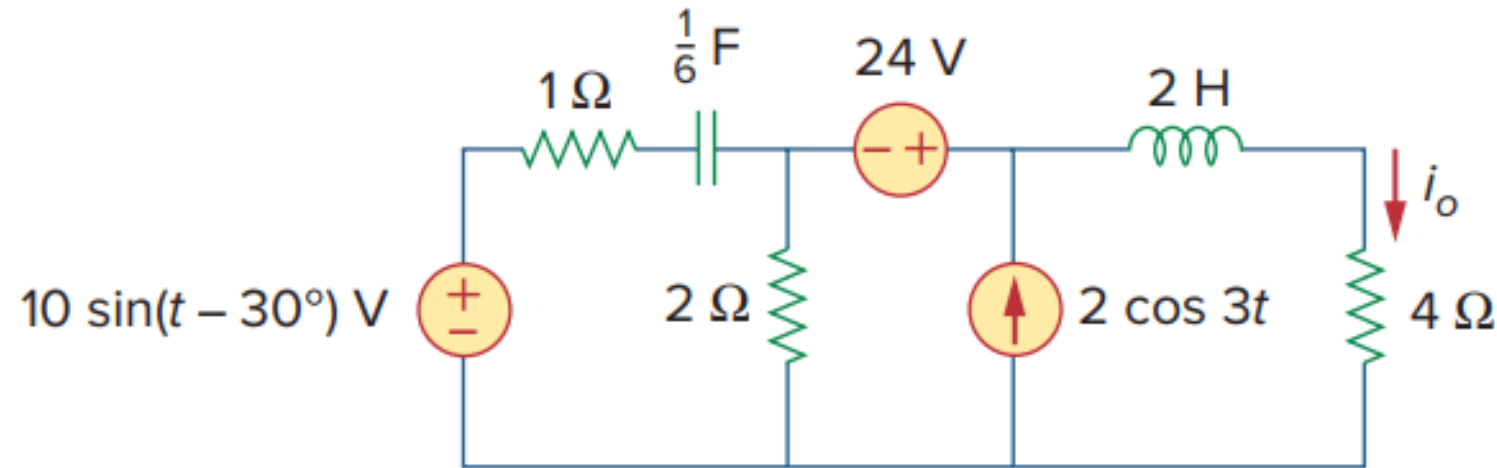 1 Ω
1/6 F
24 V
2 H
i_o
10 sin(t – 30°) V
+
–
2 Ω
– +
2 cos 3t
4 Ω